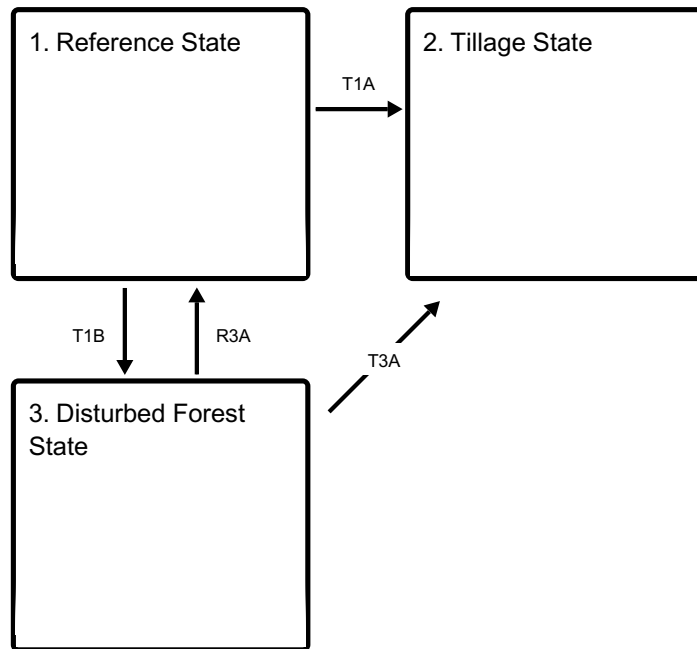 1. Reference State
2. Tillage State
T1A
T1B
R3A
T3A
3. Disturbed Forest
State